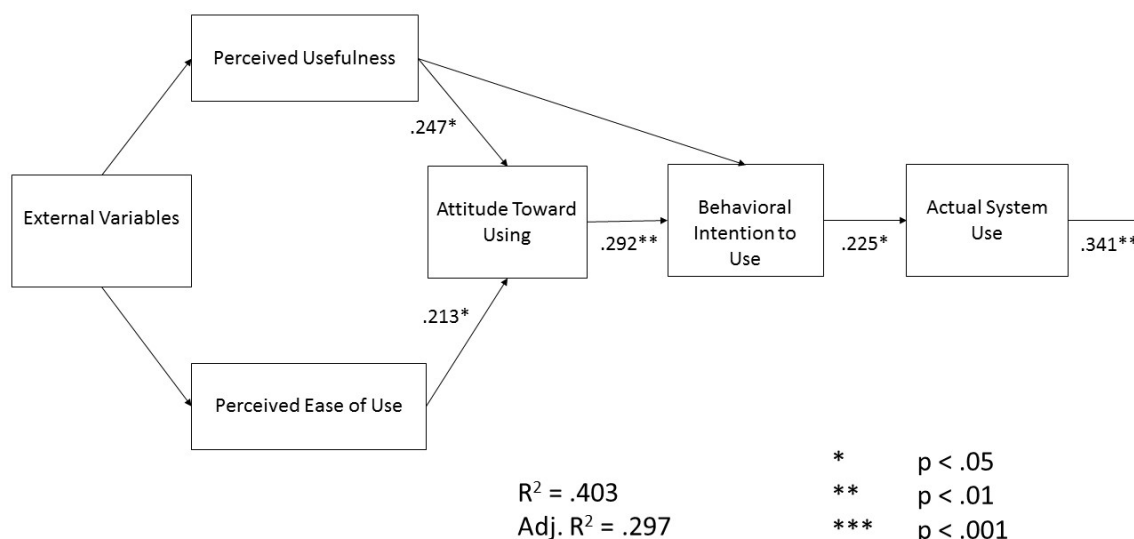 Perceived Usefulness
.247*
External Variables
Attitude Toward
Using
.292**
Behavioral
Intention to
Use
.225*
Actual System
Use
.341**
.213*
Perceived Ease of Use
R² = .403
Adj. R² = .297
* p < .05
** p < .01
*** p < .001